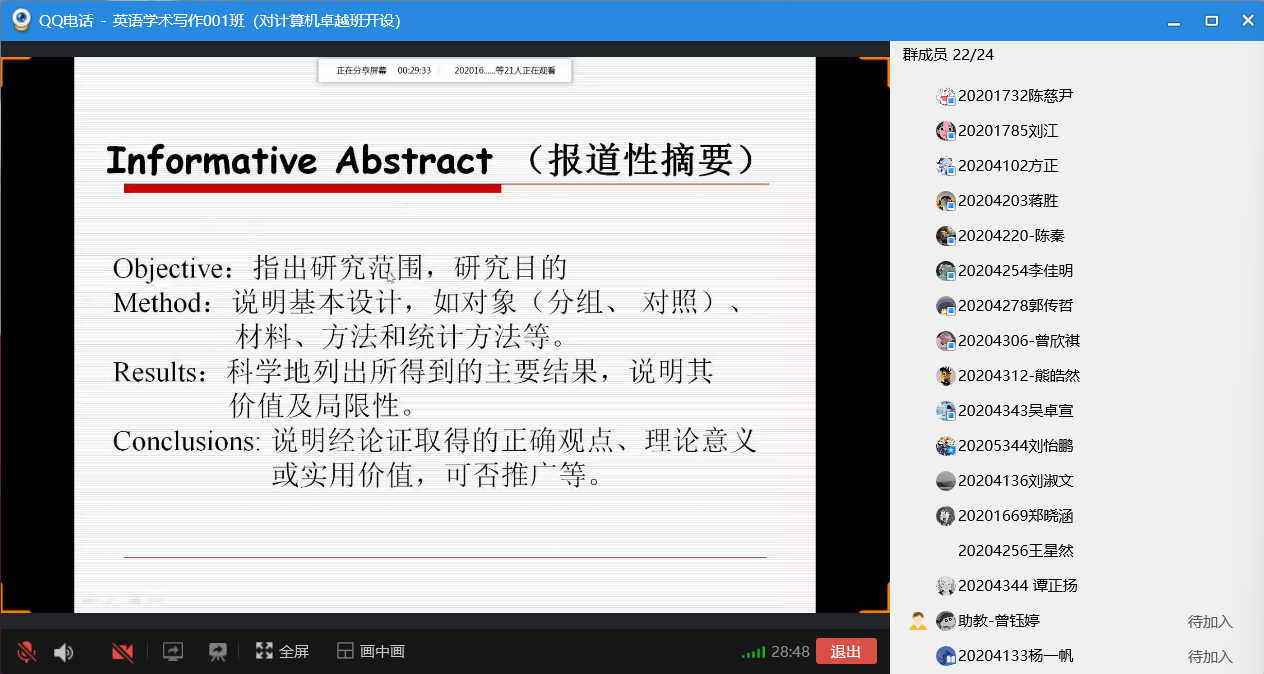 QQ电话 - 英语学术写作001班 (对计算机卓越班开设)
正在分享屏幕 00:29:33 202016......等21人正在观看
Informative Abstract （报道性摘要）
Objective：指出研究范围，研究目的
Method：说明基本设计，如对象（分组、 对照）、
材料、方法和统计方法等。
Results：科学地列出所得到的主要结果，说明其
价值及局限性。
Conclusions: 说明经论证取得的正确观点、理论意义
或实用价值，可否推广等。
全屏
画中画
28:48
退出
群成员 22/24
20201732陈慈尹
20201785刘江
20204102方正
20204203蒋胜
20204220-陈秦
20204254李佳明
20204278郭传哲
20204306-曾欣祺
20204312-熊皓然
20204343吴卓宣
20205344刘怡鹏
20204136刘淑文
20201669郑晓涵
20204256王星然
20204344 谭正扬
助教-曾钰婷 待加入
20204133杨一帆 待加入